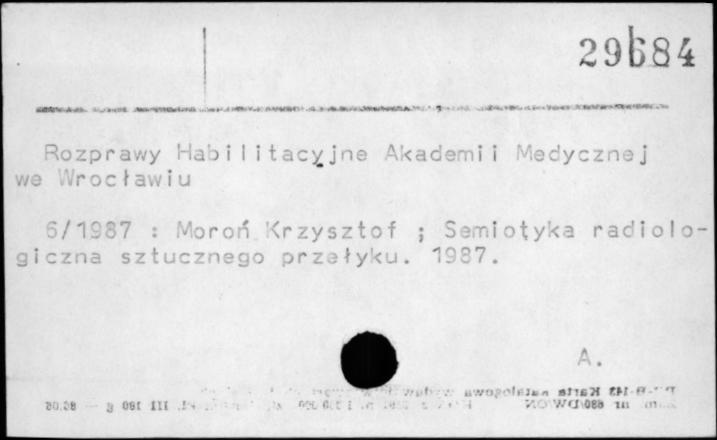 29684
Rozprawy Habilitacyjne Akademii Medycznej
we Wrocławiu
6/1987 : Moroń Krzysztof ; Semiotyka radiolo-
giczna sztucznego przełyku. 1987.
A.